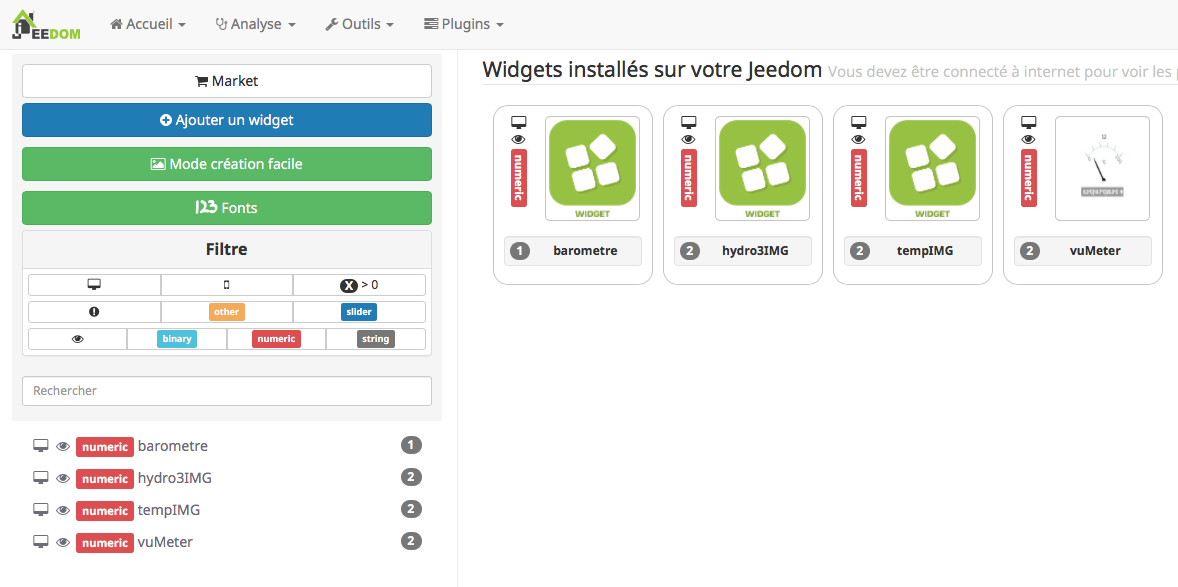 jEEDOM Accueil Analyse Outils Plugins
Market
Ajouter un widget
Mode création facile
123 Fonts
Filtre
X > 0
other slider
binary numeric string
Rechercher
numeric barometre 1
numeric hydro3IMG 2
numeric tempIMG 2
numeric vuMeter 2
Widgets installés sur votre Jeedom Vous devez être connecté à internet pour voir les
numeric numeric numeric numeric
WIDGET WIDGET WIDGET
1 barometre 2 hydro3IMG 2 tempIMG 2 vuMeter